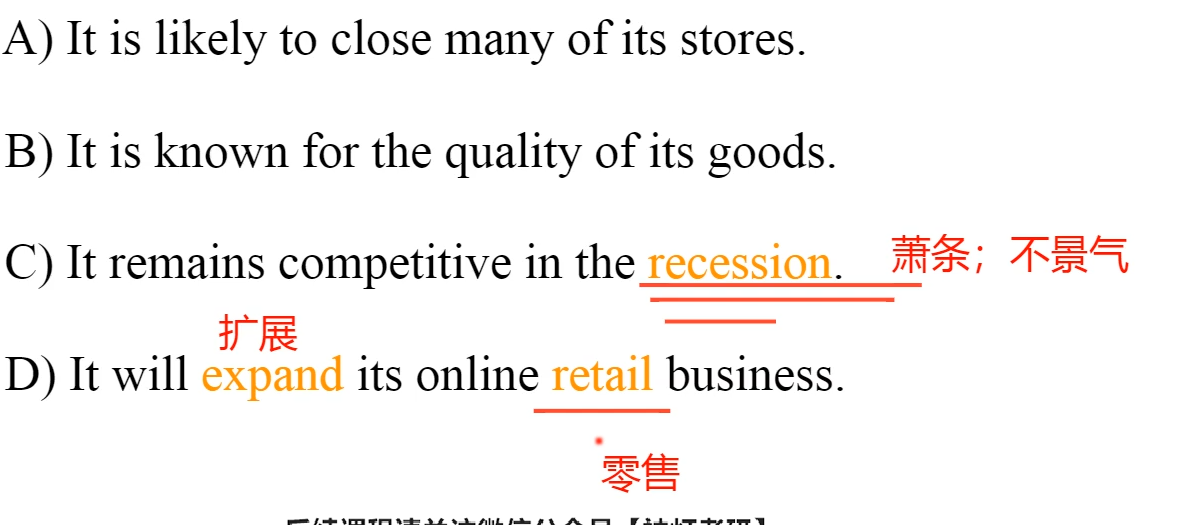 A) It is likely to close many of its stores.
B) It is known for the quality of its goods.
C) It remains competitive in the recession. 萧条；不景气
扩展
D) It will expand its online retail business.
零售